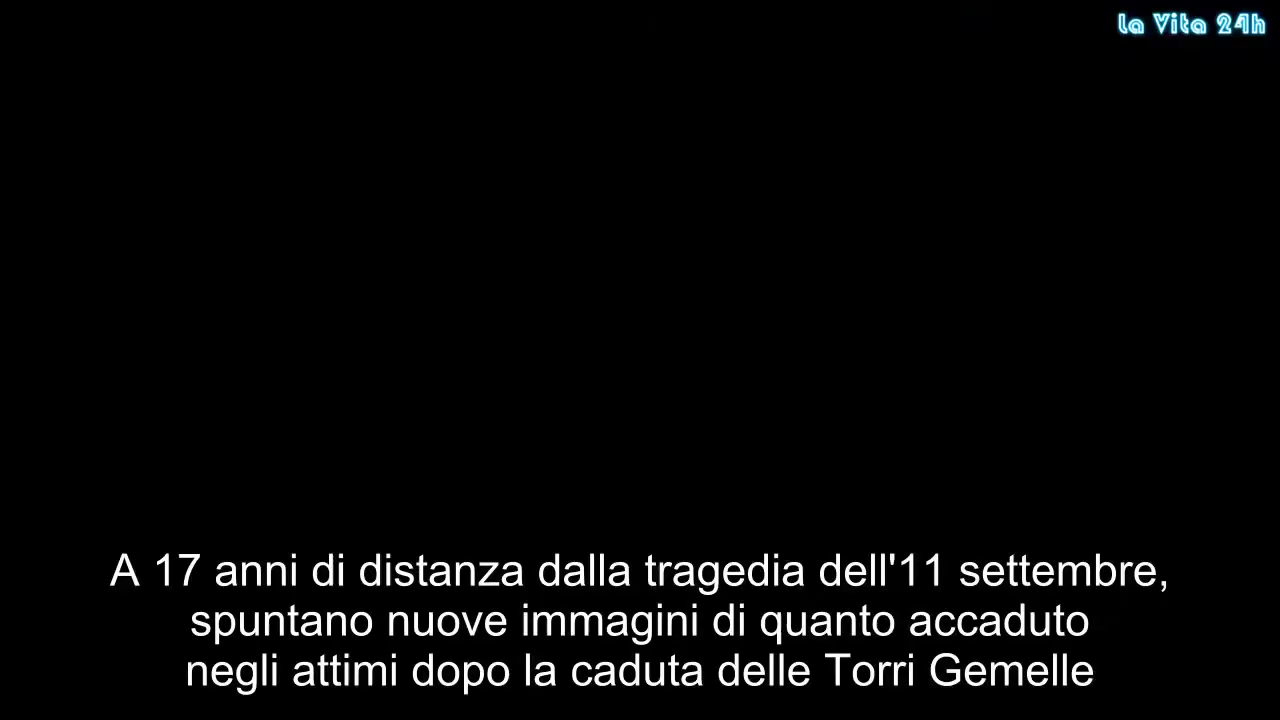 La Vita 24h
A 17 anni di distanza dalla tragedia dell'11 settembre,
spuntano nuove immagini di quanto accaduto
negli attimi dopo la caduta delle Torri Gemelle